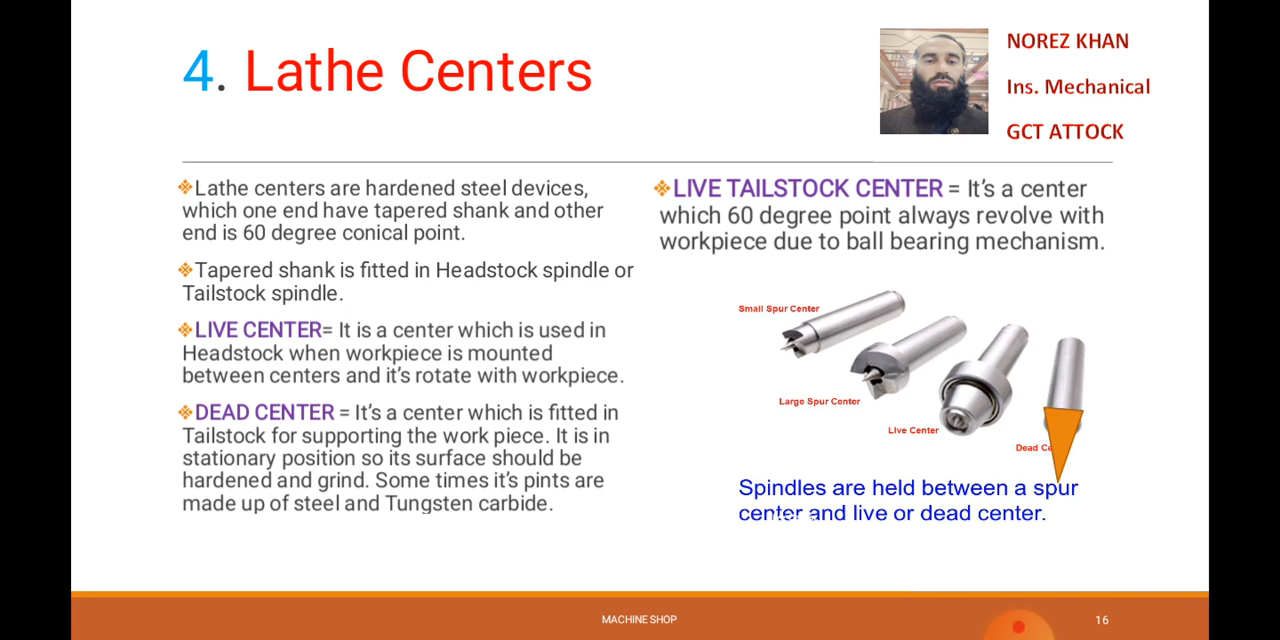 4. Lathe Centers
NOREZ KHAN
Ins. Mechanical
GCT ATTOCK
Lathe centers are hardened steel devices,
which one end have tapered shank and other
end is 60 degree conical point.
Tapered shank is fitted in Headstock spindle or
Tailstock spindle.
LIVE CENTER= It is a center which is used in
Headstock when workpiece is mounted
between centers and it's rotate with workpiece.
DEAD CENTER = It's a center which is fitted in
Tailstock for supporting the work piece. It is in
stationary position so its surface should be
hardened and grind. Some times it's pints are
made up of steel and Tungsten carbide.
LIVE TAILSTOCK CENTER = It's a center
which 60 degree point always revolve with
workpiece due to ball bearing mechanism.
Small Spur Center
Large Spur Center
Live Center
Dead Ce
Spindles are held between a spur
center and live or dead center.
MACHINE SHOP
16